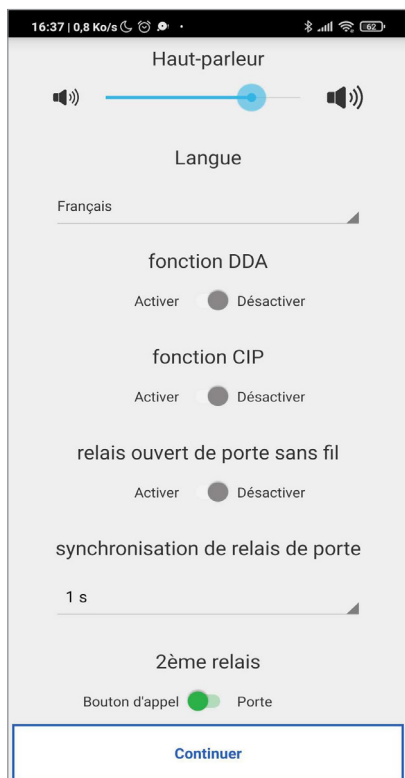 16:37 | 0,8 Ko/s
62
Haut-parleur
Langue
Français
fonction DDA
Activer Désactiver
fonction CIP
Activer Désactiver
relais ouvert de porte sans fil
Activer Désactiver
synchronisation de relais de porte
1 s
2ème relais
Bouton d'appel Porte
Continuer